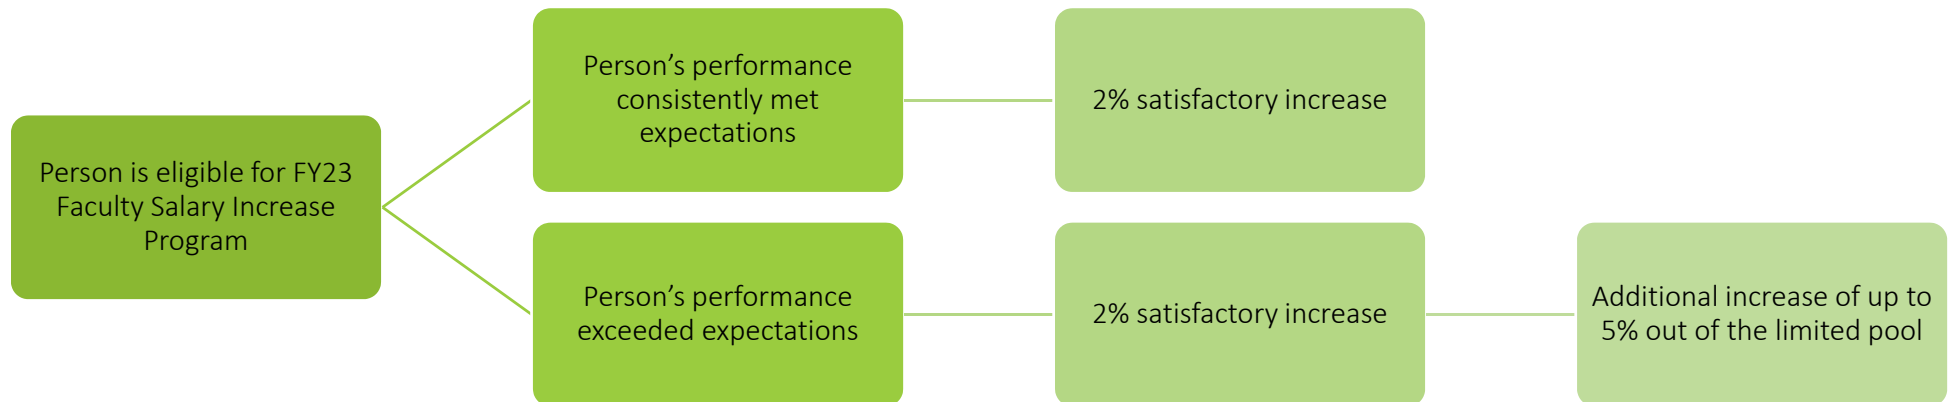 Person is eligible for FY23
Faculty Salary Increase
Program
Person’s performance
consistently met
expectations
2% satisfactory increase
Person’s performance
exceeded expectations
2% satisfactory increase
Additional increase of up to
5% out of the limited pool